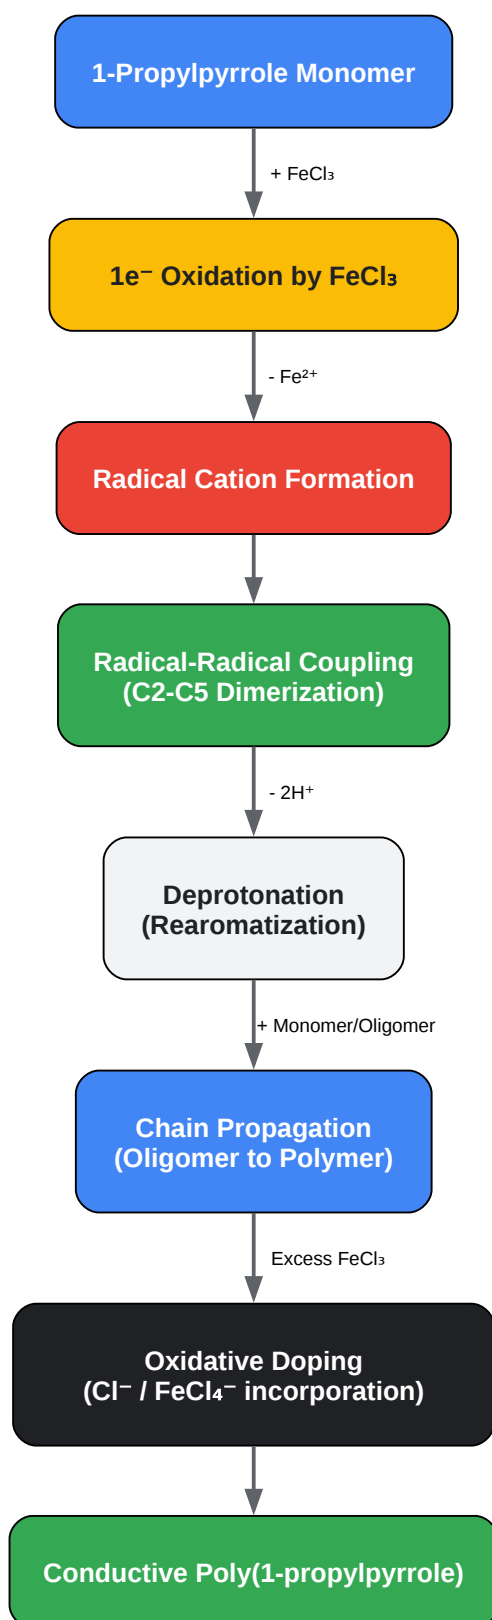 1-Propylpyrrole Monomer
+ FeCl₃
1e⁻ Oxidation by FeCl₃
- Fe²⁺
Radical Cation Formation
Radical-Radical Coupling
(C2-C5 Dimerization)
- 2H⁺
Deprotonation
(Rearomatization)
+ Monomer/Oligomer
Chain Propagation
(Oligomer to Polymer)
Excess FeCl₃
Oxidative Doping
(Cl⁻ / FeCl₄⁻ incorporation)
Conductive Poly(1-propylpyrrole)